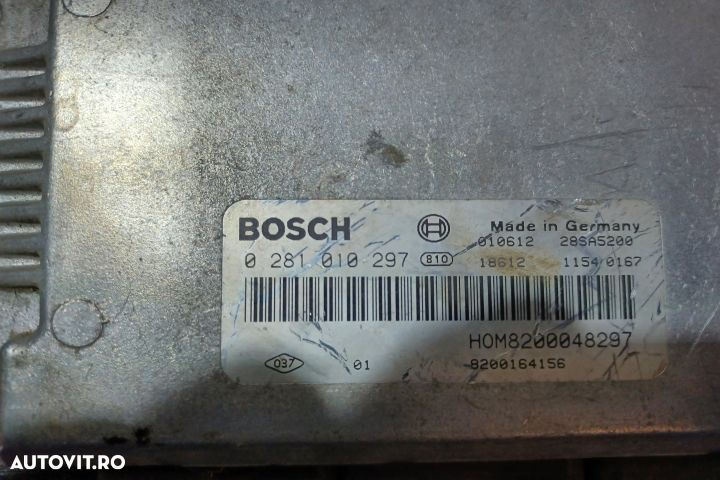 BOSCH Made in Germany
010612 28SA5200
0 281 010 297 810 18612 1154 0167
HOM8200048297
037 01 8200164156
AUTOVIT.RO